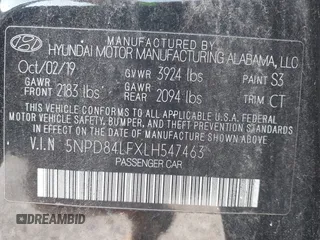 BY
HYUNDAI MOTOR MANUFACTURING ALABAMA, LLC
Oct/02/19 GVWR 3924 lbs PAINT S3
GAWR FRONT 2183 lbs GAWR REAR 2094 lbs TRIM CT
THIS VEHICLE CONFORMS TO ALL APPLICABLE U.S. FEDERAL
MOTOR VEHICLE SAFETY, BUMPER, AND THEFT PREVENTION STANDARDS
IN EFFECT ON THE DATE OF MANUFACTURE SHOWN ABOVE.
V.I.N 5NPD84LFXLH547463
PASSENGER CAR
DREAMBID